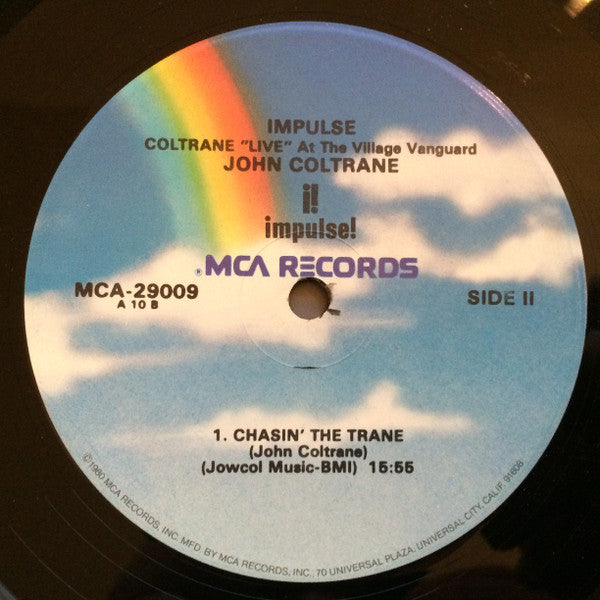 IMPULSE
COLTRANE "LIVE" At The Village Vanguard
JOHN COLTRANE
i!
impulse!
®MCA RECORDS
MCA-29009
A 10 B
SIDE II
1. CHASIN' THE TRANE
(John Coltrane)
(Jowcol Music-BMI) 15:55
©1980 MCA RECORDS, INC. MFD. BY MCA RECORDS, INC., 70 UNIVERSAL PLAZA, UNIVERSAL CITY, CALIF. 91608